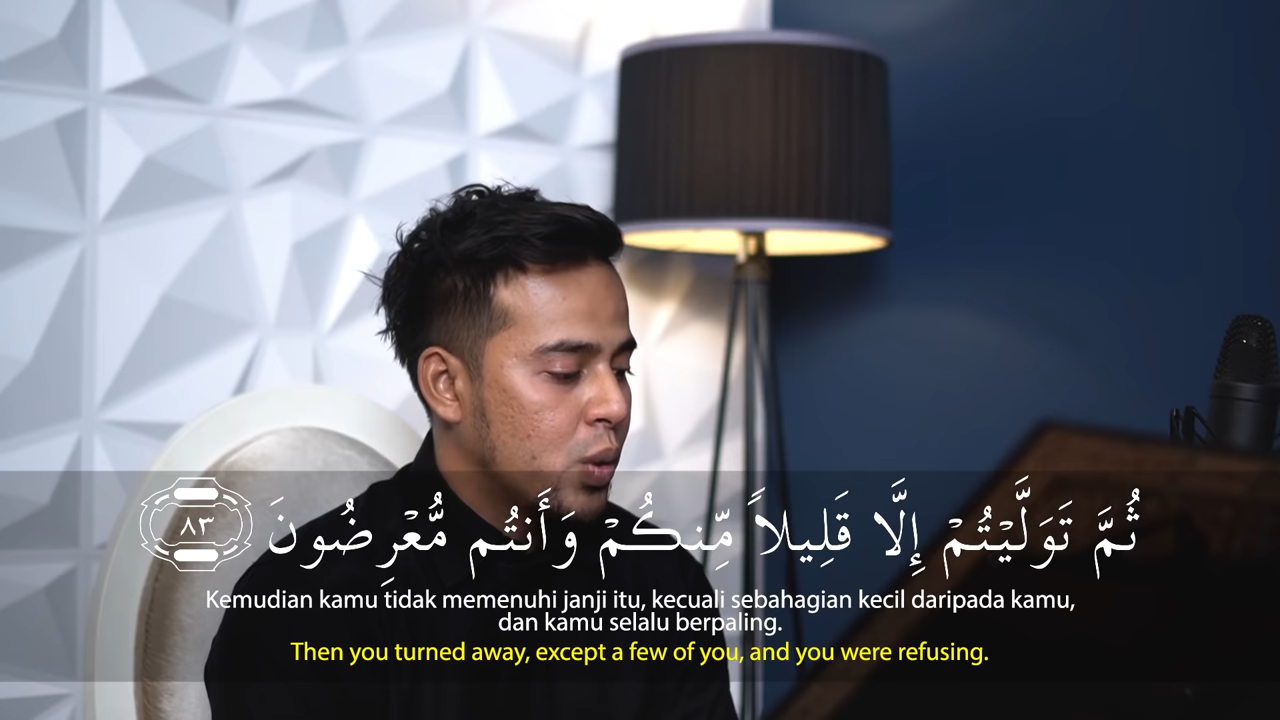 ثُمَّ تَوَلَّيْتُمْ إِلَّا قَلِيلاً مِّنكُمْ وَأَنتُم مُّعْرِضُونَ ٨٣
Kemudian kamu tidak memenuhi janji itu, kecuali sebahagian kecil daripada kamu,
dan kamu selalu berpaling.
Then you turned away, except a few of you, and you were refusing.